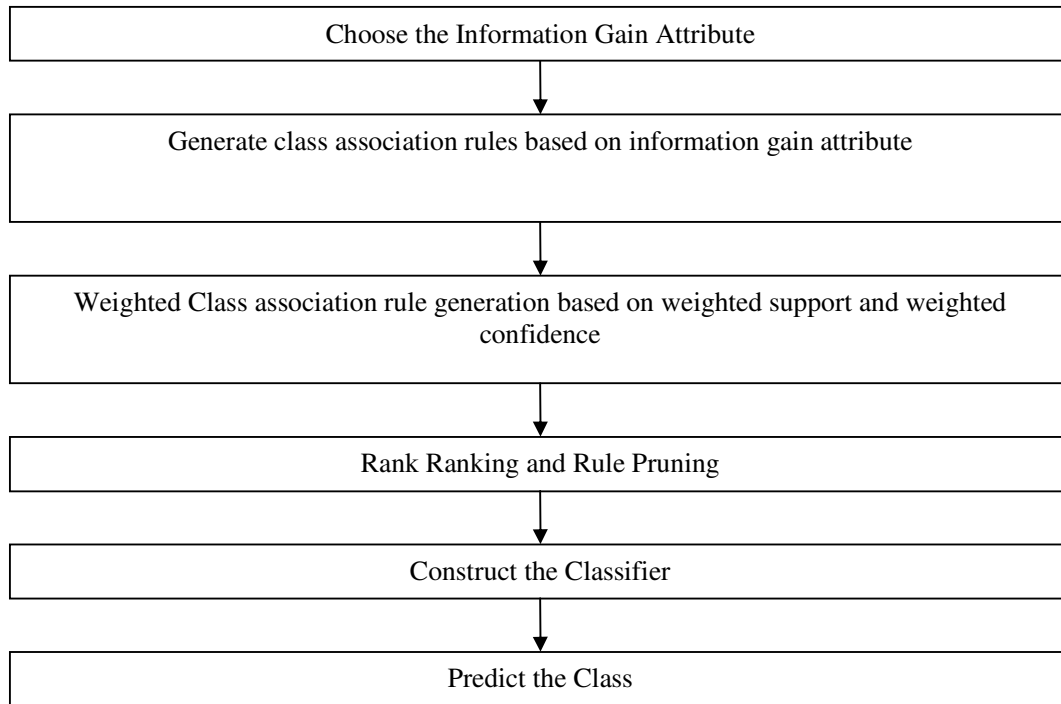 Choose the Information Gain Attribute
Generate class association rules based on information gain attribute
Weighted Class association rule generation based on weighted support and weighted
confidence
Rank Ranking and Rule Pruning
Construct the Classifier
Predict the Class